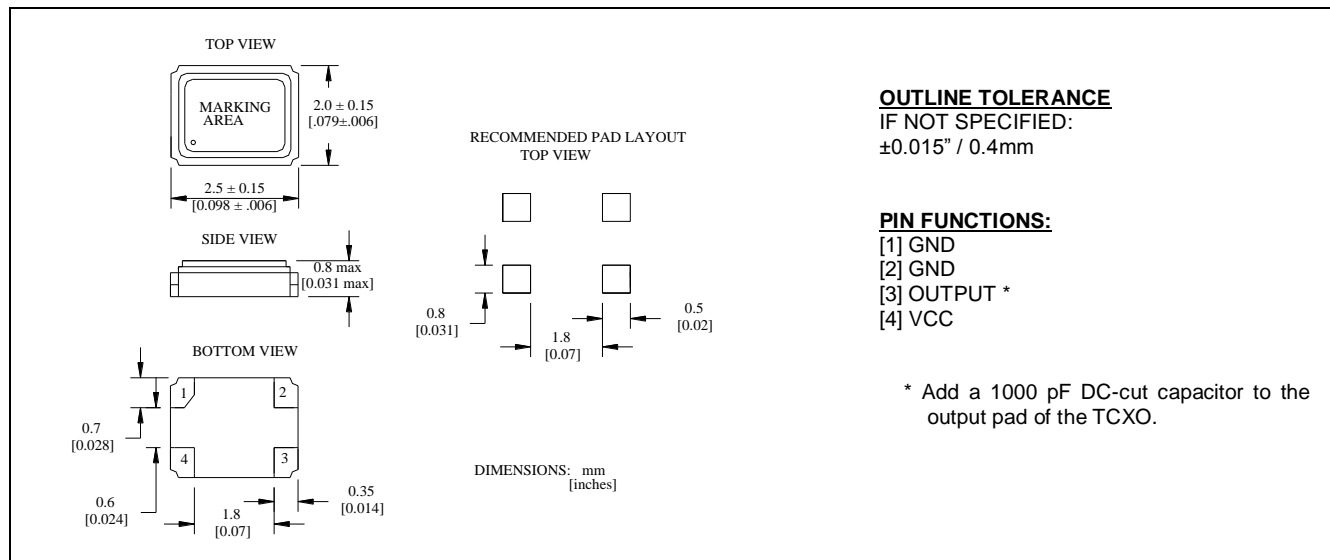 TOP VIEW
MARKING
AREA
2.0 ± 0.15
[.079±.006]
2.5 ± 0.15
[0.098 ± .006]
SIDE VIEW
0.8 max
[0.031 max]
BOTTOM VIEW
1
2
4
3
0.7
[0.028]
0.6
[0.024]
1.8
[0.07]
0.35
[0.014]
RECOMMENDED PAD LAYOUT
TOP VIEW
0.8
[0.031]
1.8
[0.07]
0.5
[0.02]
DIMENSIONS: mm
[inches]
OUTLINE TOLERANCE
IF NOT SPECIFIED:
±0.015” / 0.4mm
PIN FUNCTIONS:
[1] GND
[2] GND
[3] OUTPUT *
[4] VCC
* Add a 1000 pF DC-cut capacitor to the
output pad of the TCXO.